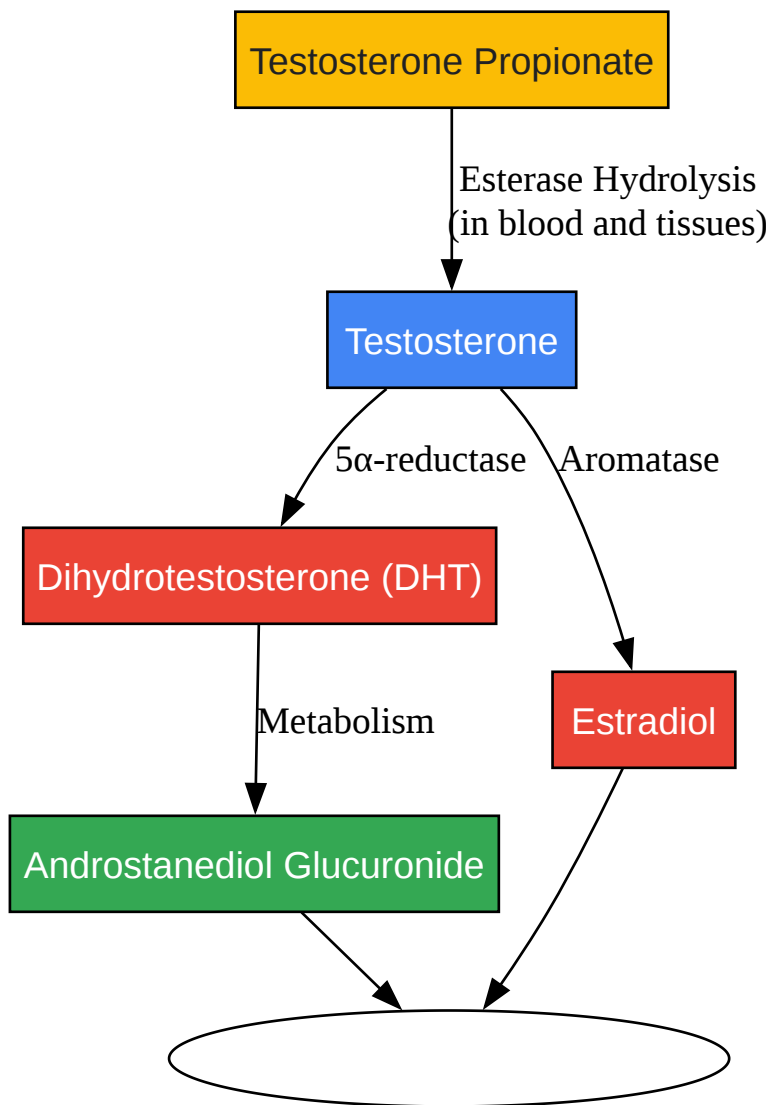 Testosterone Propionate
Esterase Hydrolysis
(in blood and tissues)
Testosterone
5α-reductase
Aromatase
Dihydrotestosterone (DHT)
Metabolism
Estradiol
Androstanediol Glucuronide